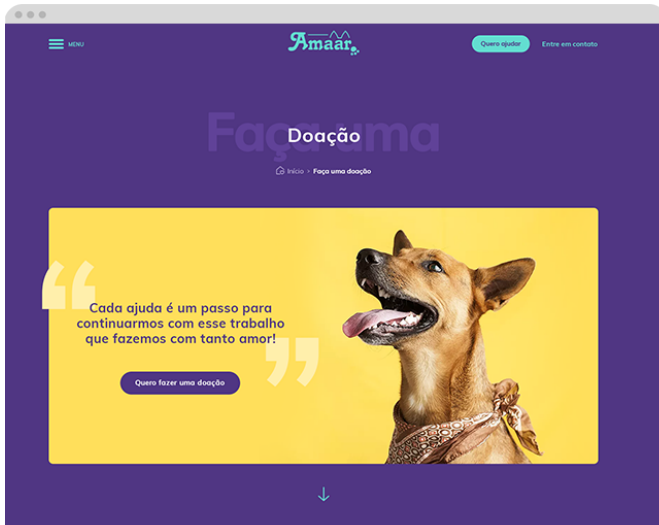 MENU
Amaar
Quero ajudar
Entre em contato
Faça uma
Doação
Início • Faça uma doação
“
Cada ajuda é um passo para
continuarmos com esse trabalho
que fazemos com tanto amor!
”
Quero fazer uma doação